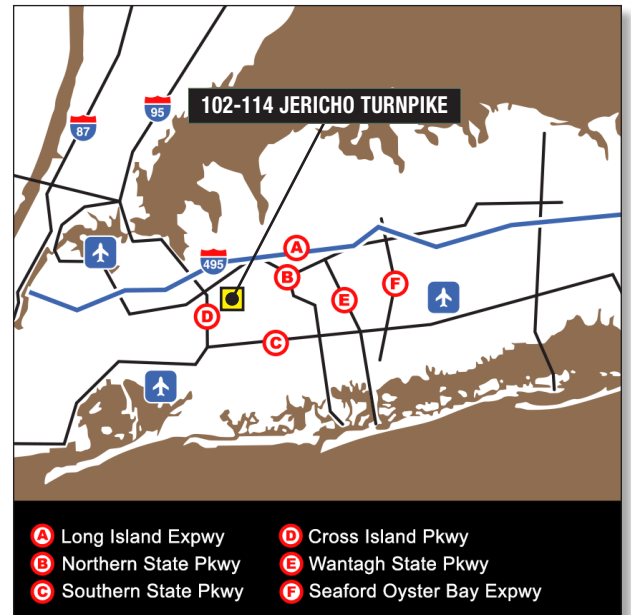 95
102-114 JERICHO TURNPIKE
87
A
495
B
F
E
D
C
A Long Island Expwy
B Northern State Pkwy
C Southern State Pkwy
D Cross Island Pkwy
E Wantagh State Pkwy
F Seaford Oyster Bay Expwy